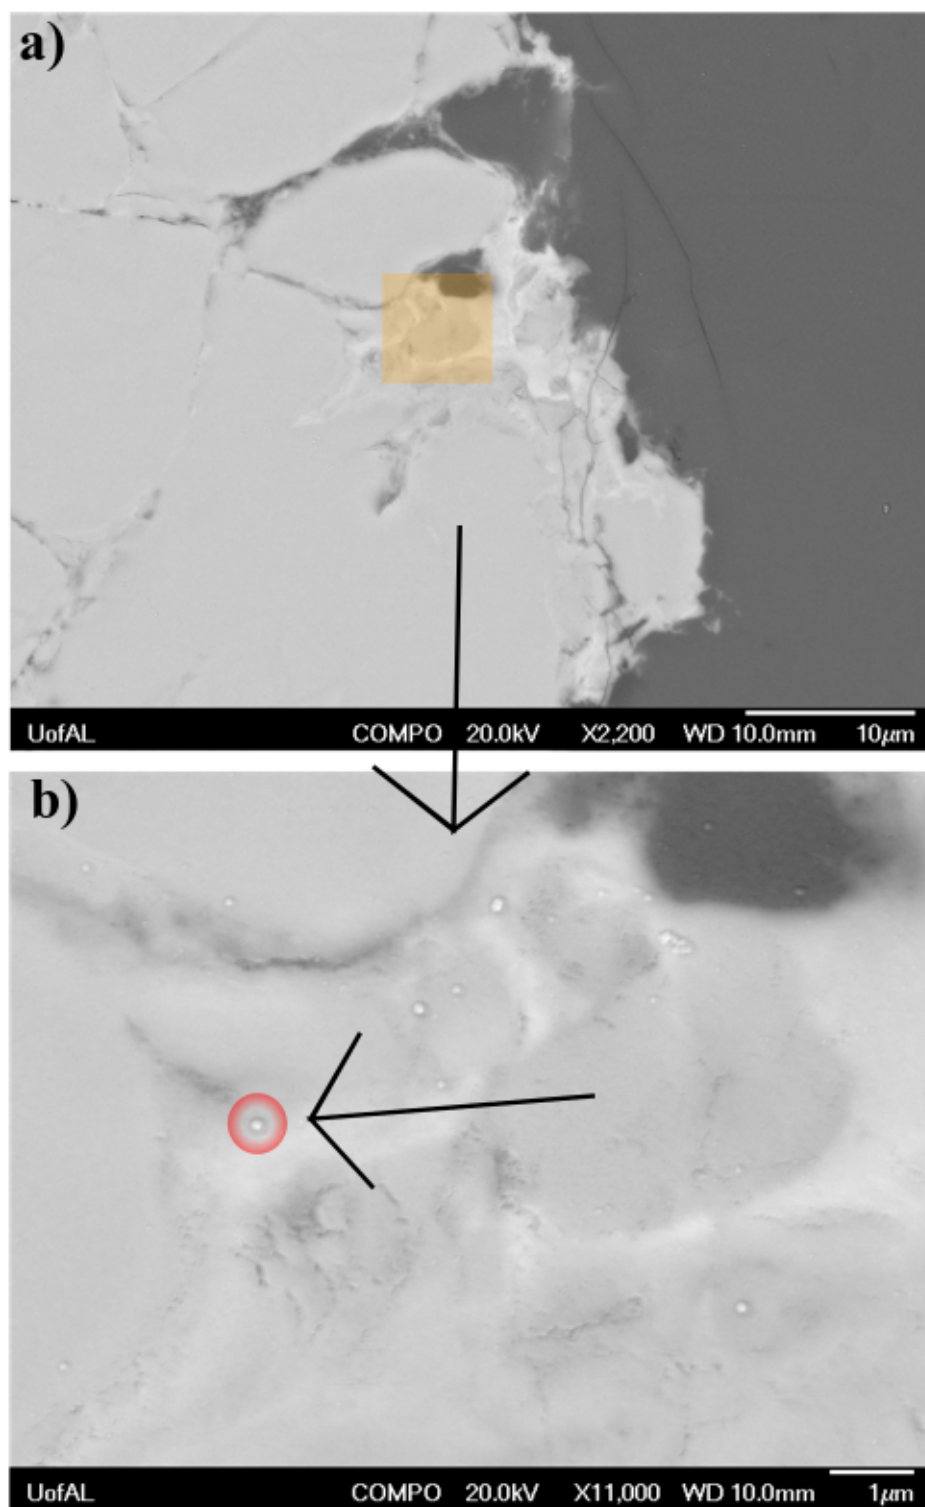 a)
UofAL COMPO 20.0kV X2,200 WD 10.0mm 10µm
b)
UofAL COMPO 20.0kV X11,000 WD 10.0mm 1µm